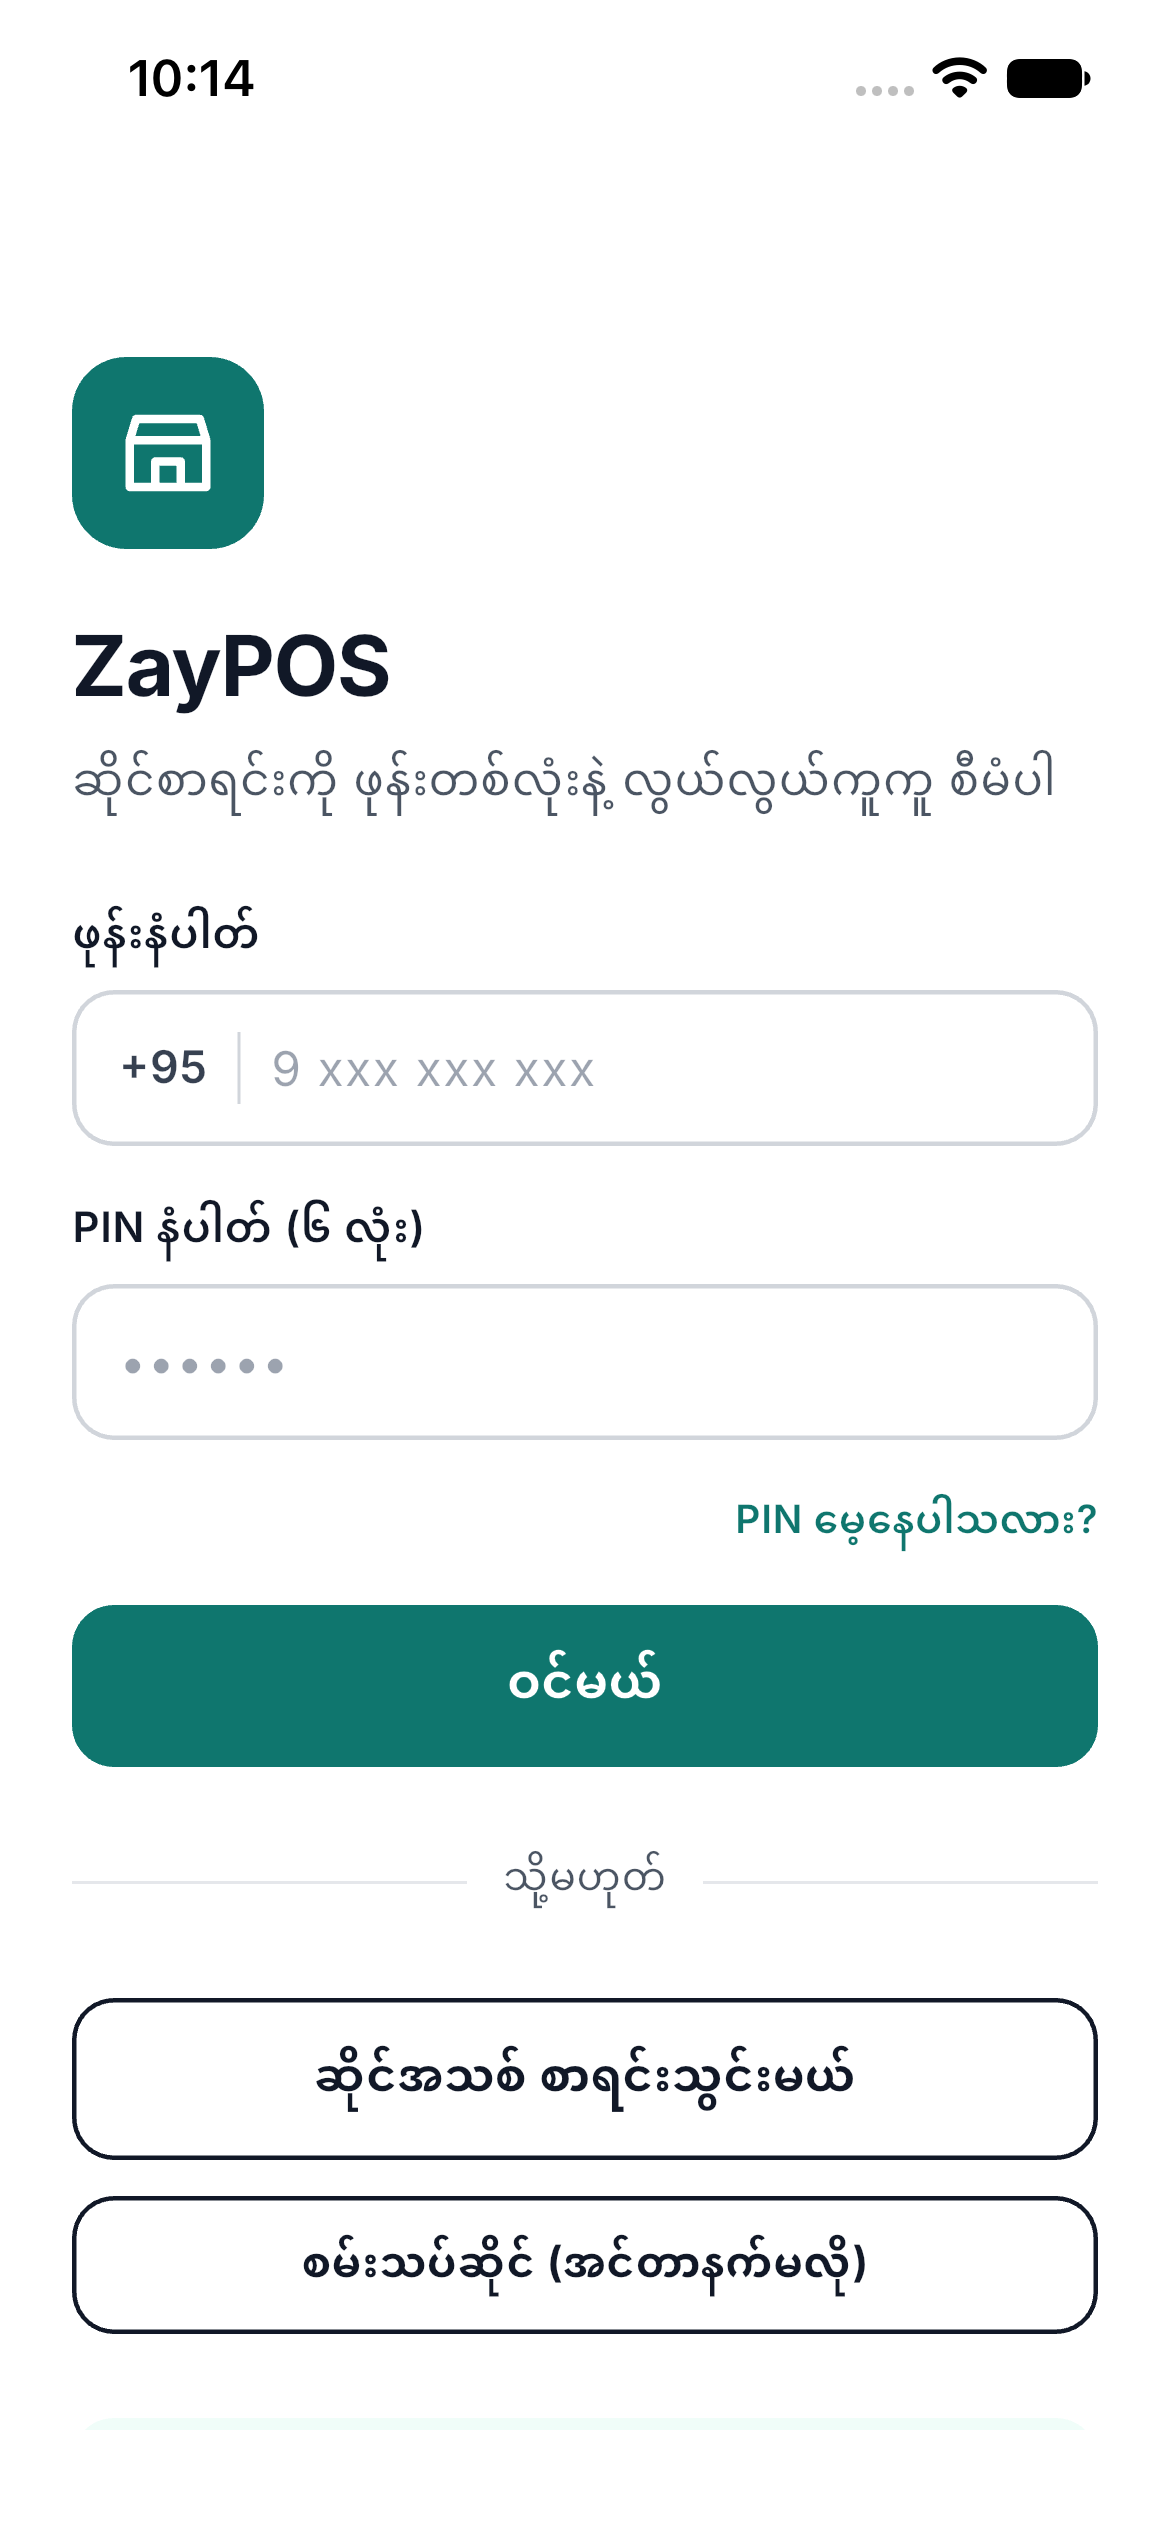 10:14
ZayPOS
ဆိုင်စာရင်းကို ဖုန်းတစ်လုံးနဲ့ လွယ်လွယ်ကူကူ စီမံပါ
ဖုန်းနံပါတ်
+95 9 xxx xxx xxx
PIN နံပါတ် (၆ လုံး)
••••••
PIN မေ့နေပါသလား?
ဝင်မယ်
သို့မဟုတ်
ဆိုင်အသစ် စာရင်းသွင်းမယ်
စမ်းသပ်ဆိုင် (အင်တာနက်မလို)